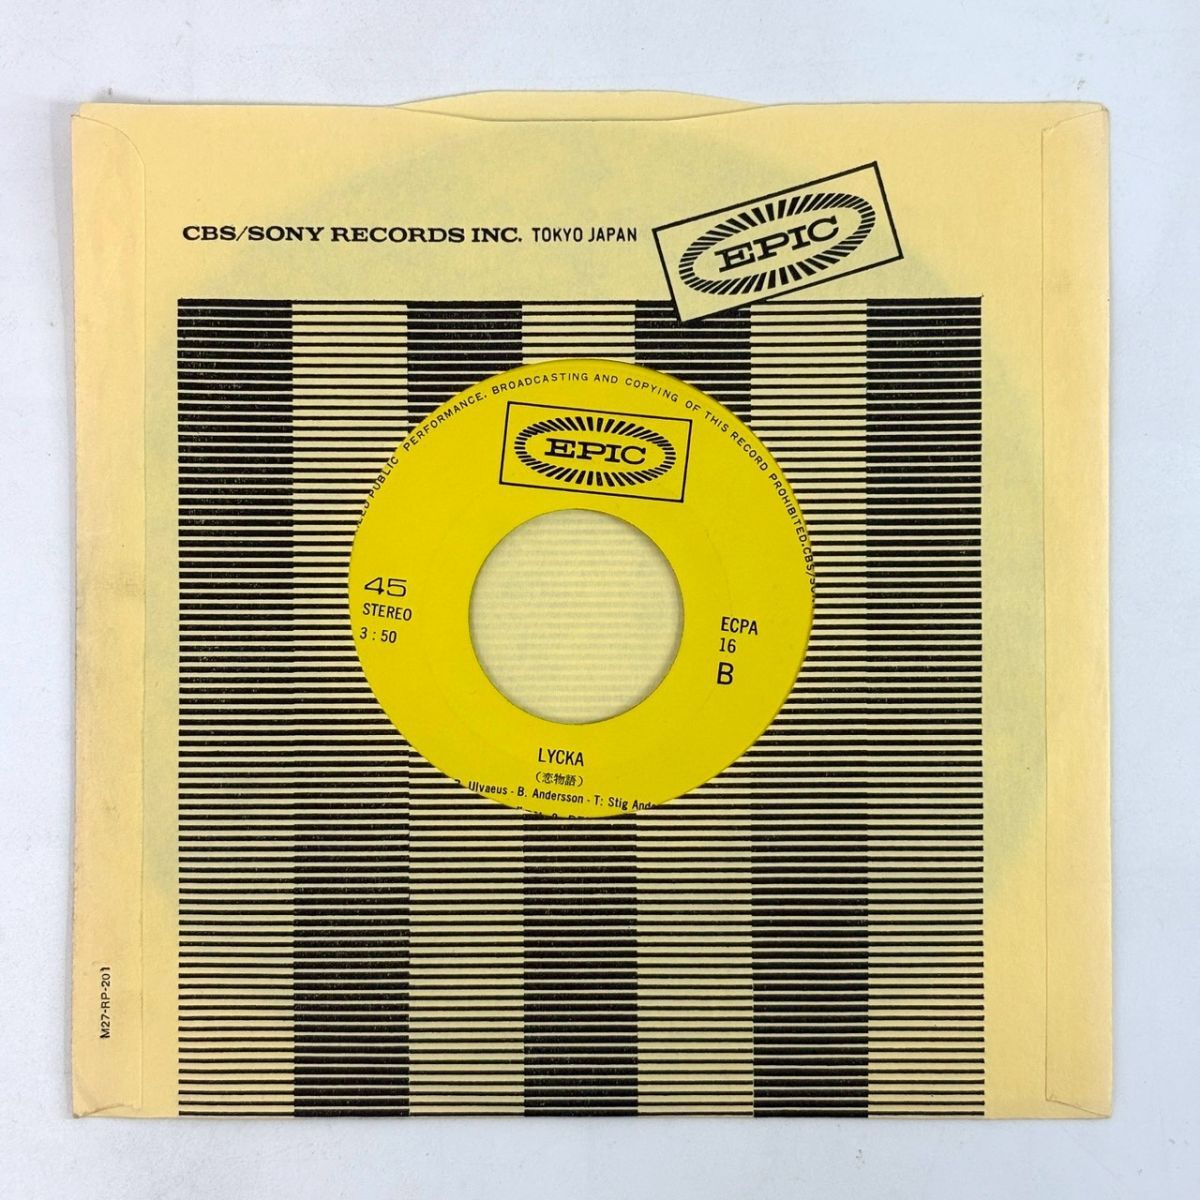 CBS/SONY RECORDS INC. TOKYO JAPAN
EPIC
PUBLIC PERFORMANCE, BROADCASTING AND COPYING OF THIS RECORD PROHIBITED.
EPIC
45
STEREO
3:50
ECPA
16
B
LYCKA
(恋物語)
Ulvaeus - B. Andersson - T: Stig
M27-RP-201